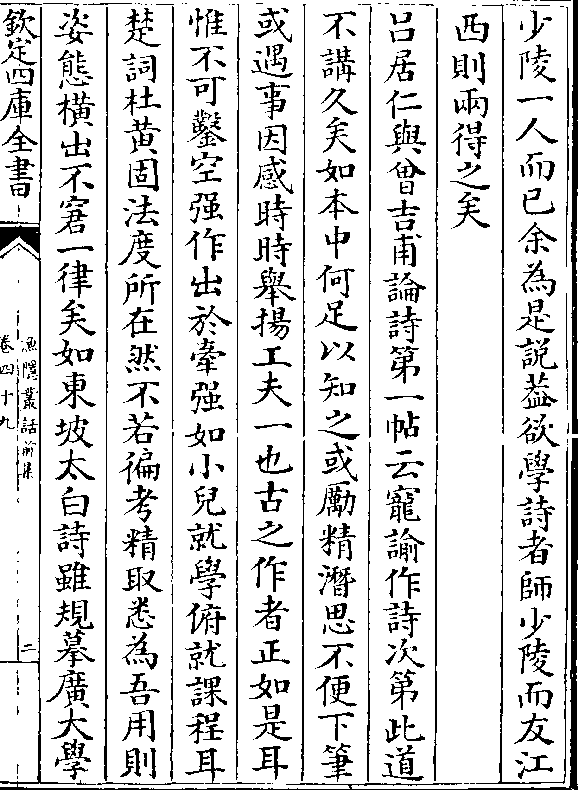 少陵一人而已余為是説葢欲學詩者師少陵而友江
西則兩得之矣
吕居仁與曾吉甫論詩第一帖云寵諭作詩次第此道
不講久矣如本中何足以知之或勵精潛思不便下筆
或遇事因感時時舉揚工夫一也古之作者正如是耳
惟不可鑿空强作出於牽强如小兒就學俯就課程耳
楚詞杜黄固法度所在然不若徧考精取悉為吾用則
姿態横出不窘一律矣如東坡太白詩雖規摹廣大學
欽定四庫全書
漁隱叢話前集
卷四十九
二